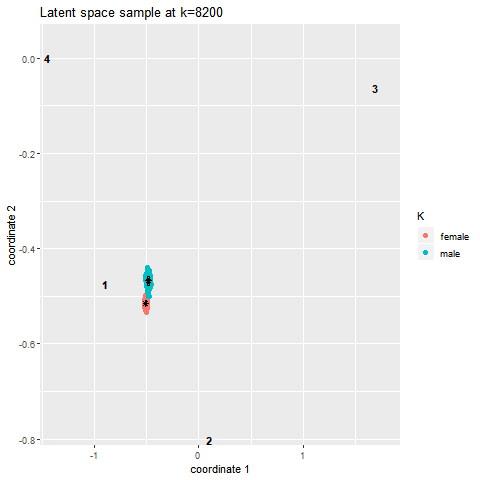 Latent space sample at k=8200
4
3
1
2
0.0
-0.2
-0.4
-0.6
-0.8
coordinate 2
-1
0
1
coordinate 1
K
female
male